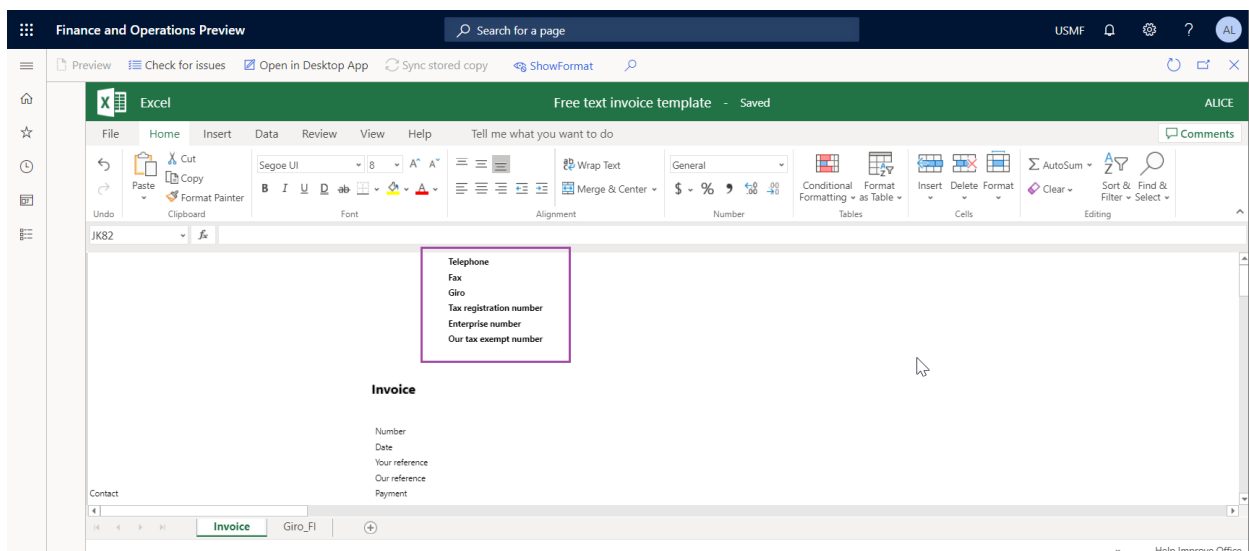 Finance and Operations Preview
Search for a page
USMF
?
AL
Preview
Check for issues
Open in Desktop App
Sync stored copy
ShowFormat
Excel
Free text invoice template - Saved
ALICE
File Home Insert Data Review View Help Tell me what you want to do
Comments
Paste
Cut
Copy
Format Painter
Undo
Clipboard
Segoe UI 8 A^ A˅
B I U D ab A
Font
Wrap Text
Merge & Center
Alignment
General
$ % 9 .00 .00
Number
Conditional Formatting
Format as Table
Tables
Insert Delete Format
Cells
AutoSum
Clear
Sort & Filter
Find & Select
Editing
JK82
fx
Telephone
Fax
Giro
Tax registration number
Enterprise number
Our tax exempt number
Invoice
Number
Date
Your reference
Our reference
Contact Payment
Invoice Giro_FI
Help Improve Office